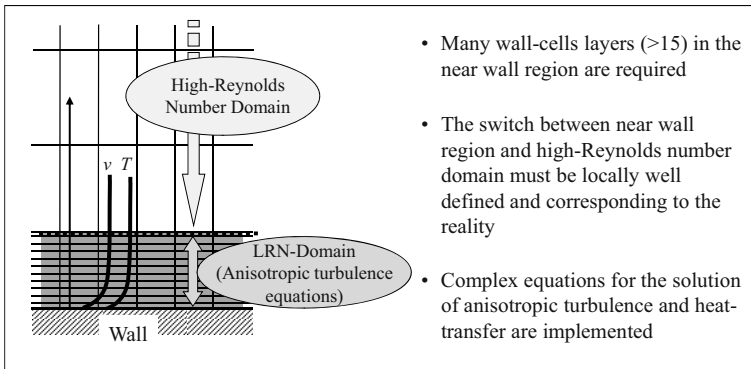 High-Reynolds
Number Domain
v T
LRN-Domain
(Anisotropic turbulence
equations)
Wall
• Many wall-cells layers (>15) in the
near wall region are required
• The switch between near wall
region and high-Reynolds number
domain must be locally well
defined and corresponding to the
reality
• Complex equations for the solution
of anisotropic turbulence and heat-
transfer are implemented